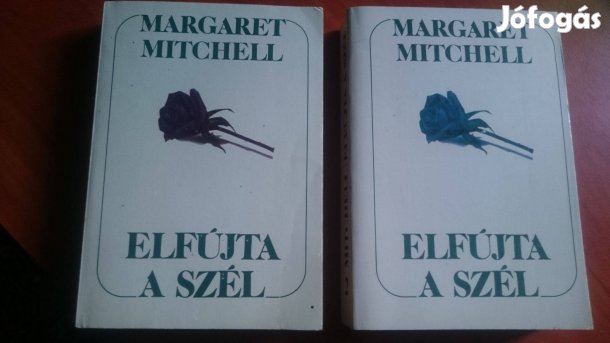 Jófogás
MARGARET
MITCHELL
ELFÚJTA
A SZÉL
MARGARET
MITCHELL
ELFÚJTA
A SZÉL